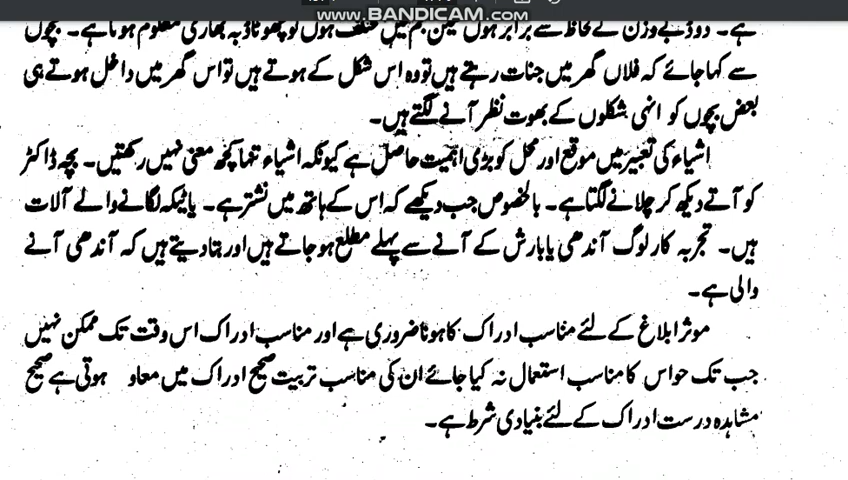 www.BANDICAM.com
ہے۔ دو ڈبے وزن کے لحاظ سے برابر ہوں لیکن جسم میں مختلف ہوں تو چھوٹا ڈبہ بھاری معلوم ہوتا ہے۔ بچوں
سے کہا جائے کہ فلاں گھر میں جنات رہتے ہیں تو وہ اس شکل کے ہوتے ہیں تو اس گھر میں داخل ہوتے ہی
بعض بچوں کو انہی شکلوں کے بھوت نظر آنے لگتے ہیں۔
اشیاء کی تعبیر میں موقع اور محل کو بڑی اہمیت حاصل ہے کیونکہ اشیاء تنہا کچھ معنی نہیں رکھتیں۔ بچہ ڈاکٹر
کو آتے دیکھ کر چلانے لگتا ہے۔ بالخصوص جب دیکھے کہ اس کے ہاتھ میں نشتر ہے۔ یا ٹیکہ لگانے والے آلات
ہیں۔ تجربہ کار لوگ آندھی یا بارش کے آنے سے پہلے مطلع ہو جاتے ہیں اور بتا دیتے ہیں کہ آندھی آنے
والی ہے۔
موثر ابلاغ کے لئے مناسب ادراک کا ہونا ضروری ہے اور مناسب ادراک اس وقت تک ممکن نہیں
جب تک حواس کا مناسب استعمال نہ کیا جائے ان کی مناسب تربیت صحیح ادراک میں معاو ہوتی ہے صحیح
مشاہدہ درست ادراک کے لئے بنیادی شرط ہے۔